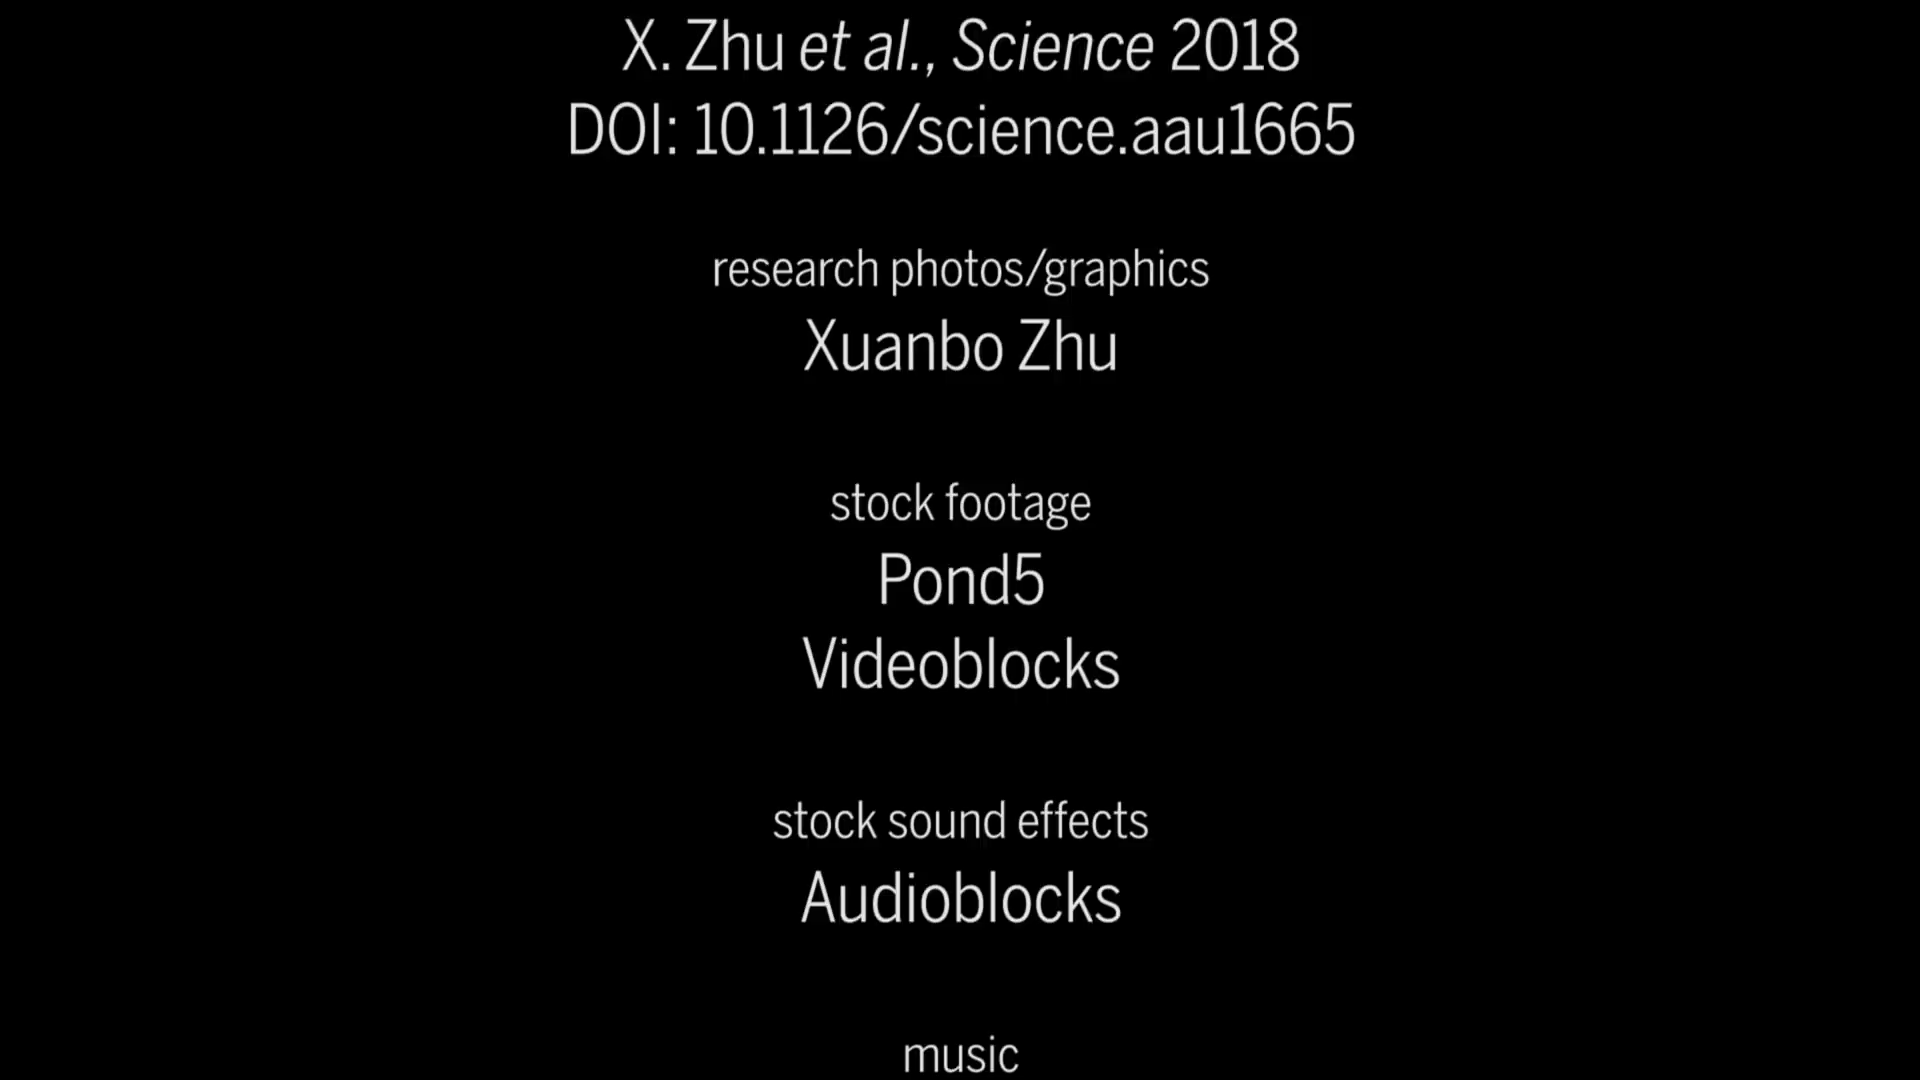 X. Zhu et al., Science 2018
DOI: 10.1126/science.aau1665
research photos/graphics
Xuanbo Zhu
stock footage
Pond5
Videoblocks
stock sound effects
Audioblocks
music